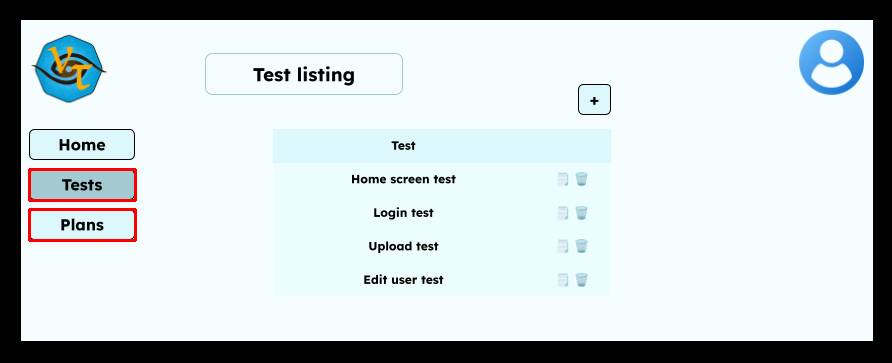 VT
Test listing
+
Home
Tests
Plans
Test
Home screen test
Login test
Upload test
Edit user test